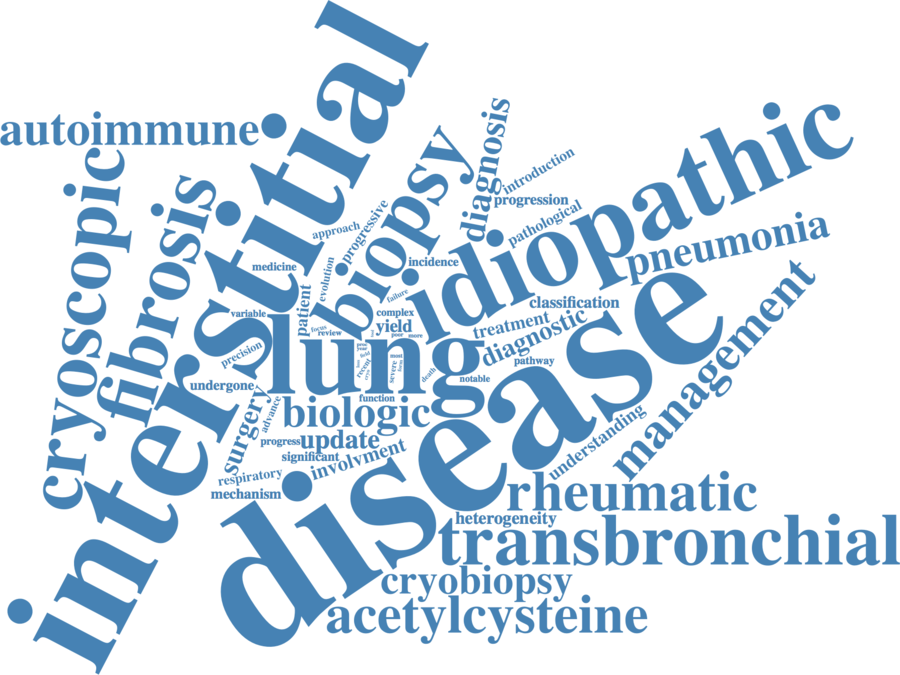 interstitial
autoimmune
cryoscopic
fibrosis
biopsy
diagnosis
introduction
progression
pathological
idiopathic
pneumonia
approach
progressive
medicine
evolution
incidence
failure
patient
variable
complex
yield
classification
treatment
diagnostic
pathway
focus
review
poor
more
lung
precision
undergone
recent
most
severe
death
notable
function
disease
management
surgery
advance
biologic
progress
update
significant
involvment
respiratory
mechanism
understanding
rheumatic
heterogeneity
transbronchial
cryobiopsy
acetylcysteine